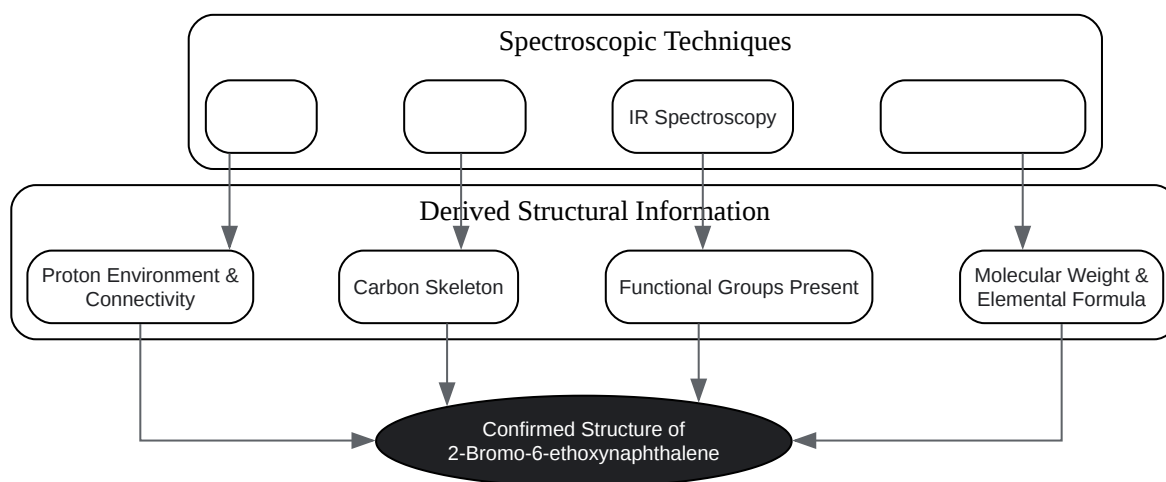 Spectroscopic Techniques
IR Spectroscopy
Derived Structural Information
Proton Environment &
Connectivity
Carbon Skeleton
Functional Groups Present
Molecular Weight &
Elemental Formula
Confirmed Structure of
2-Bromo-6-ethoxynaphthalene